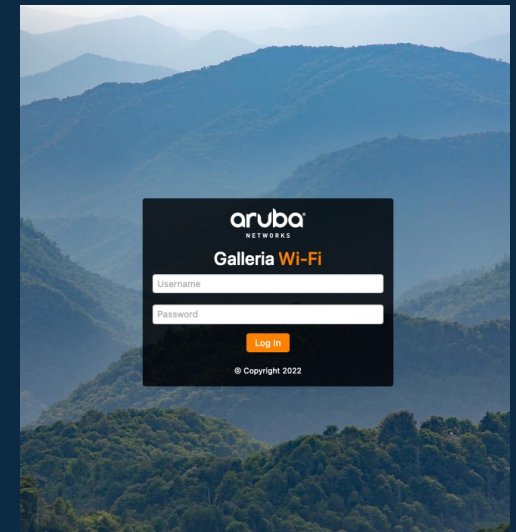 aruba
NETWORKS
Galleria Wi-Fi
Username
Password
Log In
© Copyright 2022